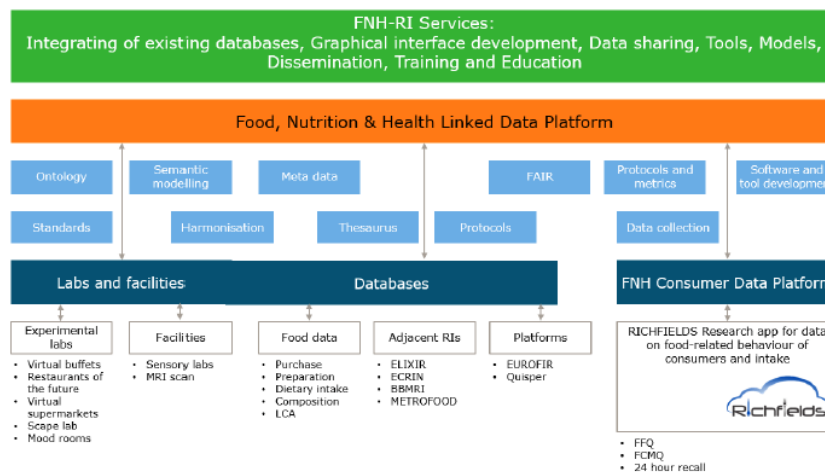 FNH-RI Services:
Integrating of existing databases, Graphical interface development, Data sharing, Tools, Models,
Dissemination, Training and Education
Food, Nutrition & Health Linked Data Platform
Ontology
Semantic
modelling
Meta data
FAIR
Protocols and
metrics
Software and
tool development
Standards
Harmonisation
Thesaurus
Protocols
Data collection
Labs and facilities
Databases
FNH Consumer Data Platform
Experimental
labs
• Virtual buffets
• Restaurants of
the future
• Virtual
supermarkets
• Scape lab
• Mood rooms
Facilities
• Sensory labs
• MRI scan
Food data
• Purchase
• Preparation
• Dietary intake
• Composition
• LCA
Adjacent RIs
• ELIXIR
• ECRIN
• BBMRI
• METROFOOD
Platforms
• EUROFIR
• Quisper
RICHFIELDS Research app for data
on food-related behaviour of
consumers and intake
Richfields
• FFQ
• FCMQ
• 24 hour recall